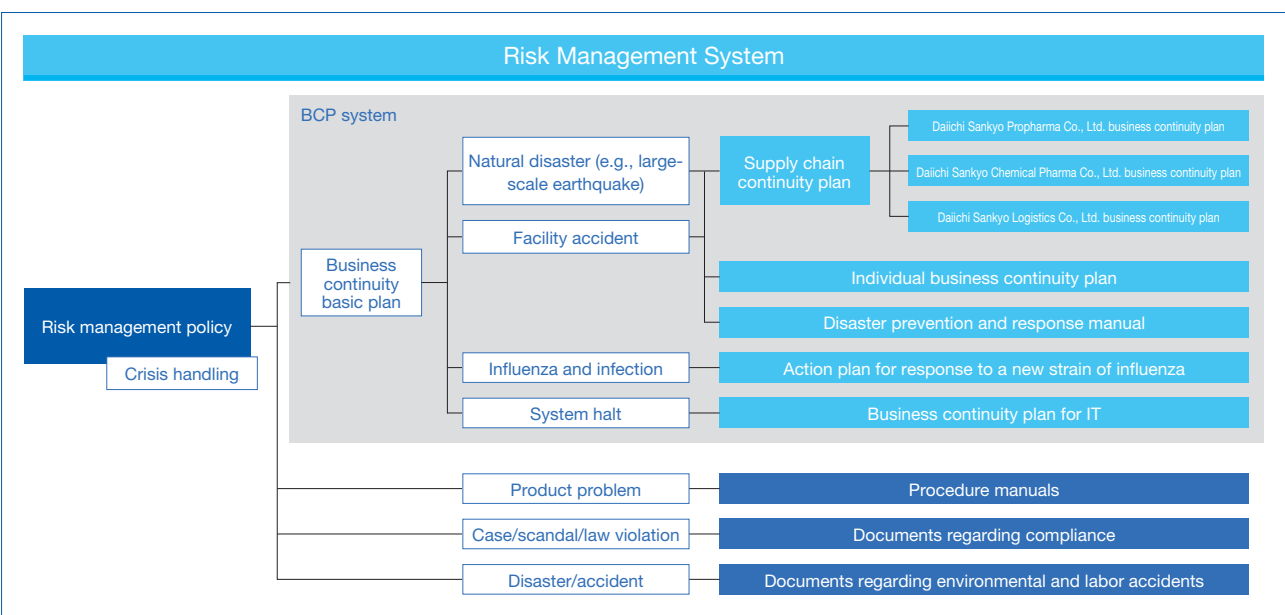 Risk Management System
BCP system
Natural disaster (e.g., large-
scale earthquake)
Supply chain
continuity plan
Daiichi Sankyo Propharma Co., Ltd. business continuity plan
Daiichi Sankyo Chemical Pharma Co., Ltd. business continuity plan
Daiichi Sankyo Logistics Co., Ltd. business continuity plan
Facility accident
Business
continuity
basic plan
Individual business continuity plan
Risk management policy
Crisis handling
Disaster prevention and response manual
Influenza and infection
Action plan for response to a new strain of influenza
System halt
Business continuity plan for IT
Product problem
Procedure manuals
Case/scandal/law violation
Documents regarding compliance
Disaster/accident
Documents regarding environmental and labor accidents